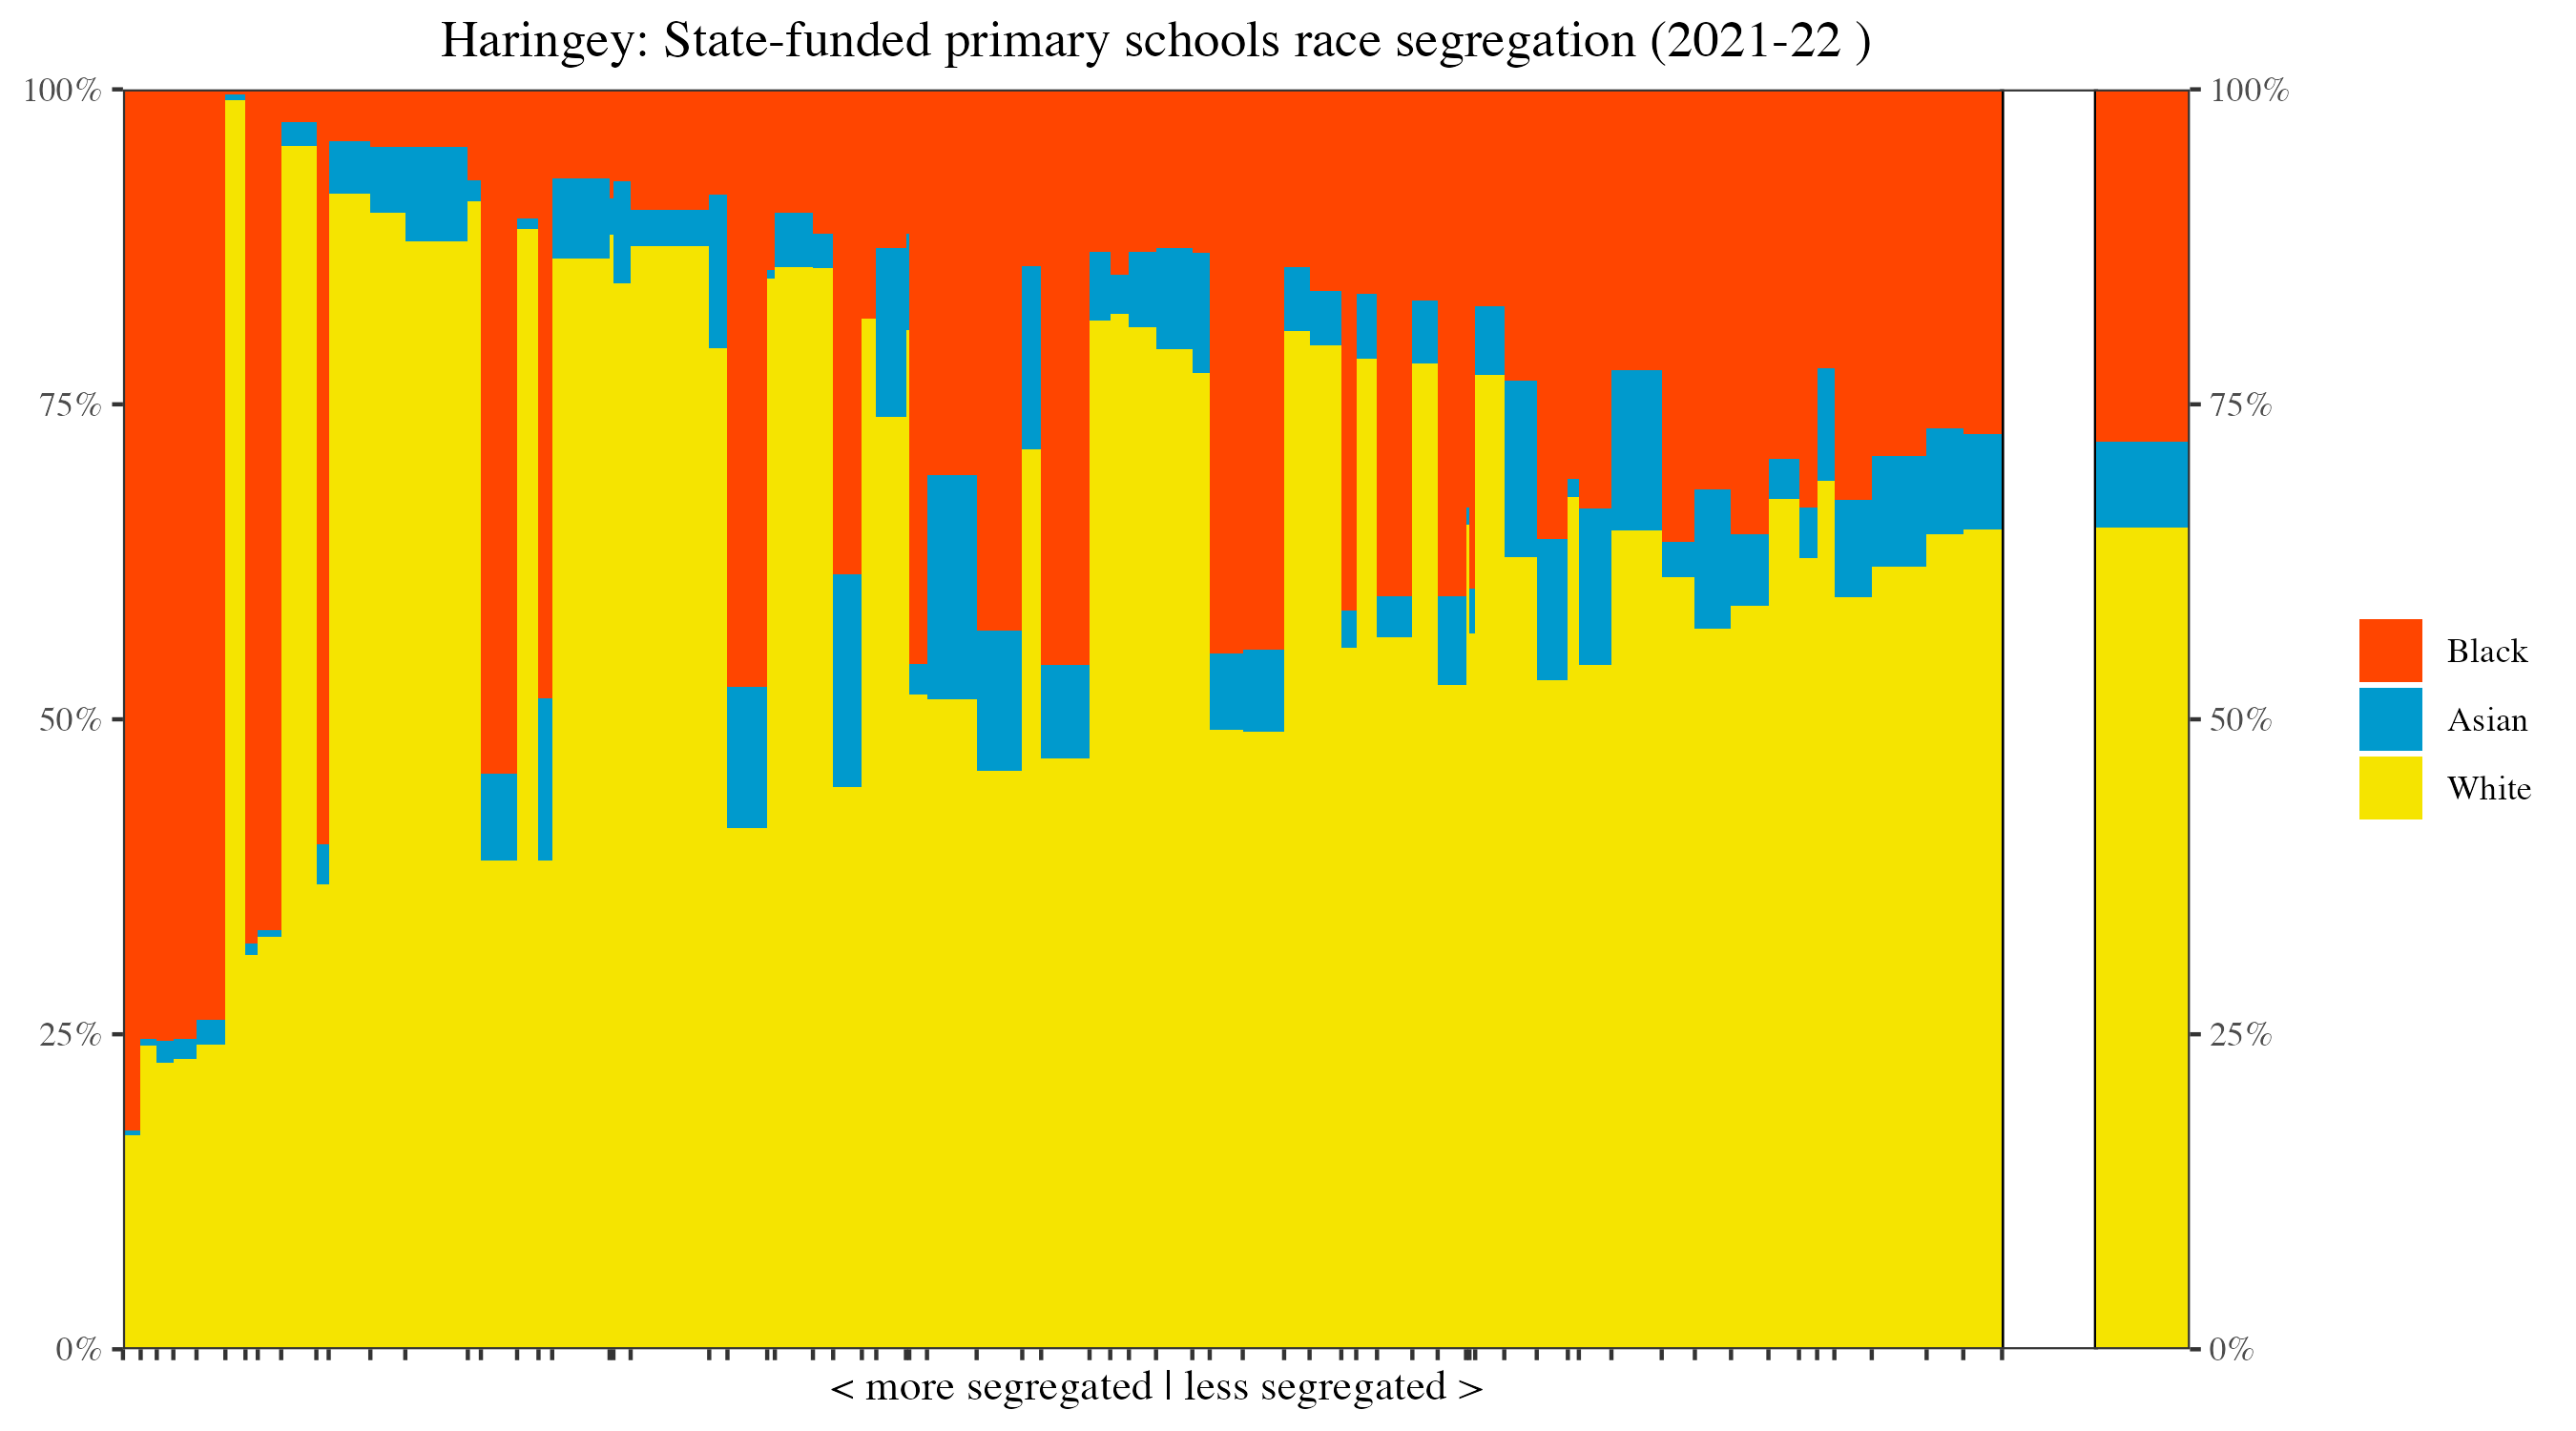 Haringey: State-funded primary schools race segregation (2021-22 )
100%
75%
50%
25%
0%
100%
75%
50%
25%
0%
Black
Asian
White
< more segregated | less segregated >